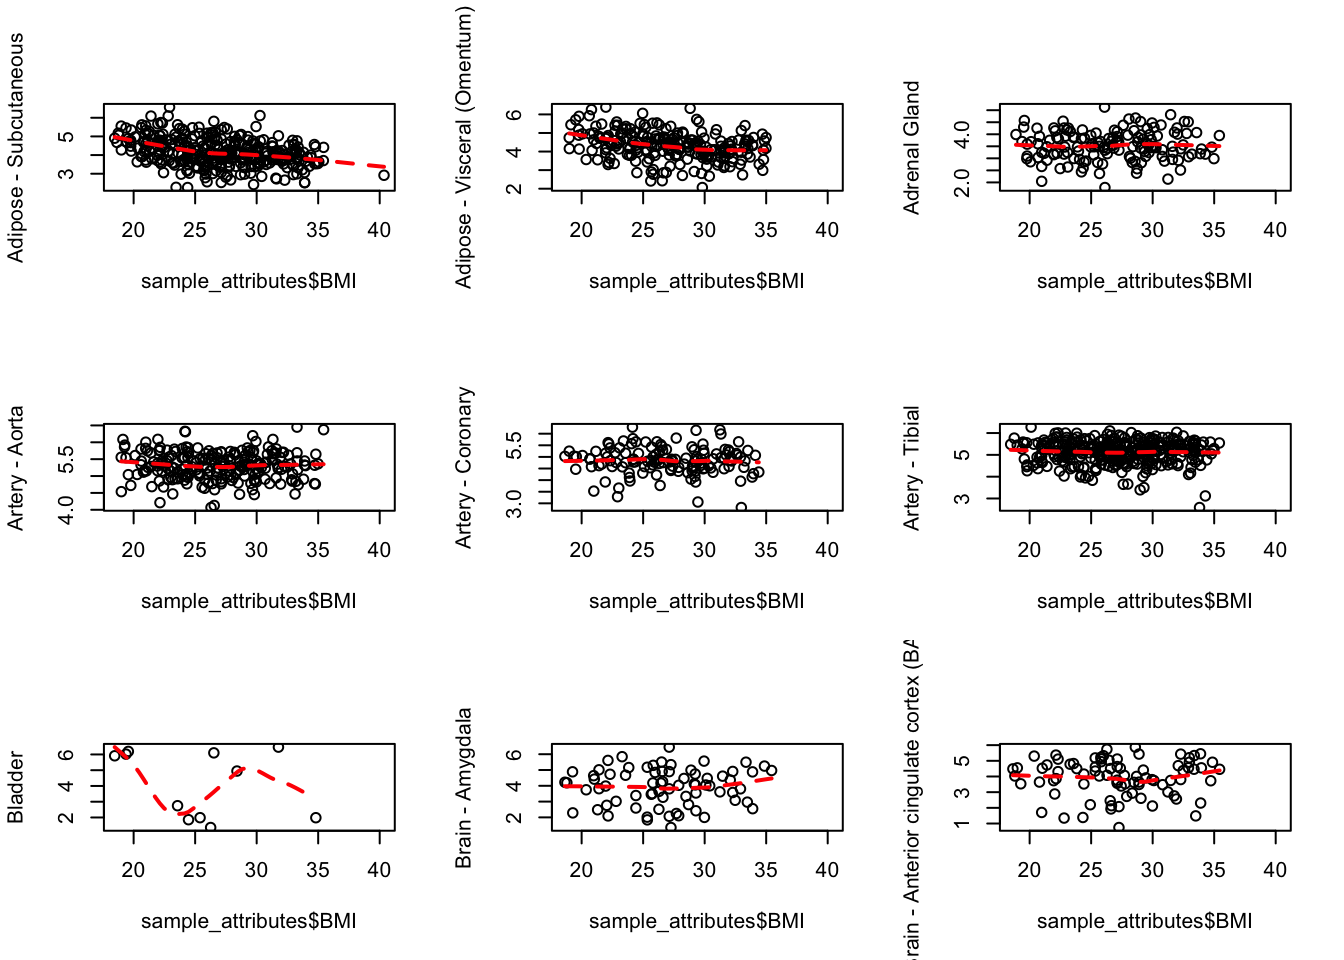 Adipose - Subcutaneous
3 5
20 25 30 35 40
sample_attributes$BMI
Adipose - Visceral (Omentum)
2 4 6
20 25 30 35 40
sample_attributes$BMI
Adrenal Gland
2.0 4.0
20 25 30 35 40
sample_attributes$BMI
Artery - Aorta
4.0 5.5
20 25 30 35 40
sample_attributes$BMI
Artery - Coronary
3.0 5.5
20 25 30 35 40
sample_attributes$BMI
Artery - Tibial
3 5
20 25 30 35 40
sample_attributes$BMI
Bladder
2 4 6
20 25 30 35 40
sample_attributes$BMI
Brain - Amygdala
2 4 6
20 25 30 35 40
sample_attributes$BMI
rain - Anterior cingulate cortex (BA
1 3 5
20 25 30 35 40
sample_attributes$BMI